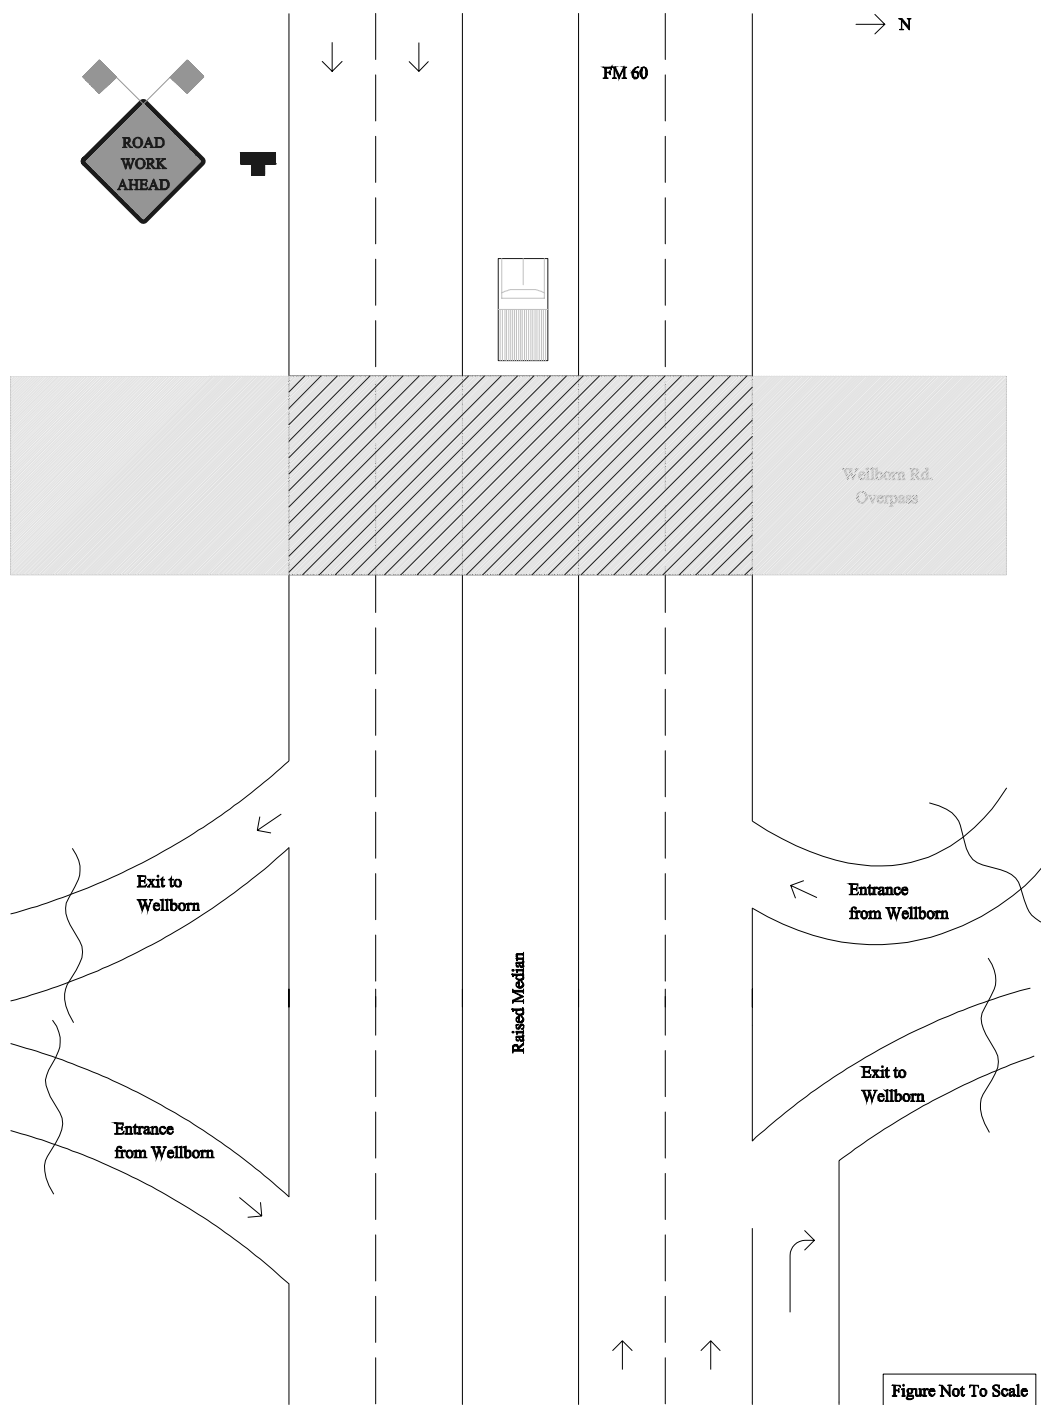 N
FM 60
ROAD
WORK
AHEAD
Wellborn Rd.
Overpass
Exit to
Wellborn
Entrance
from Wellborn
Raised Median
Exit to
Wellborn
Entrance
from Wellborn
Figure Not To Scale